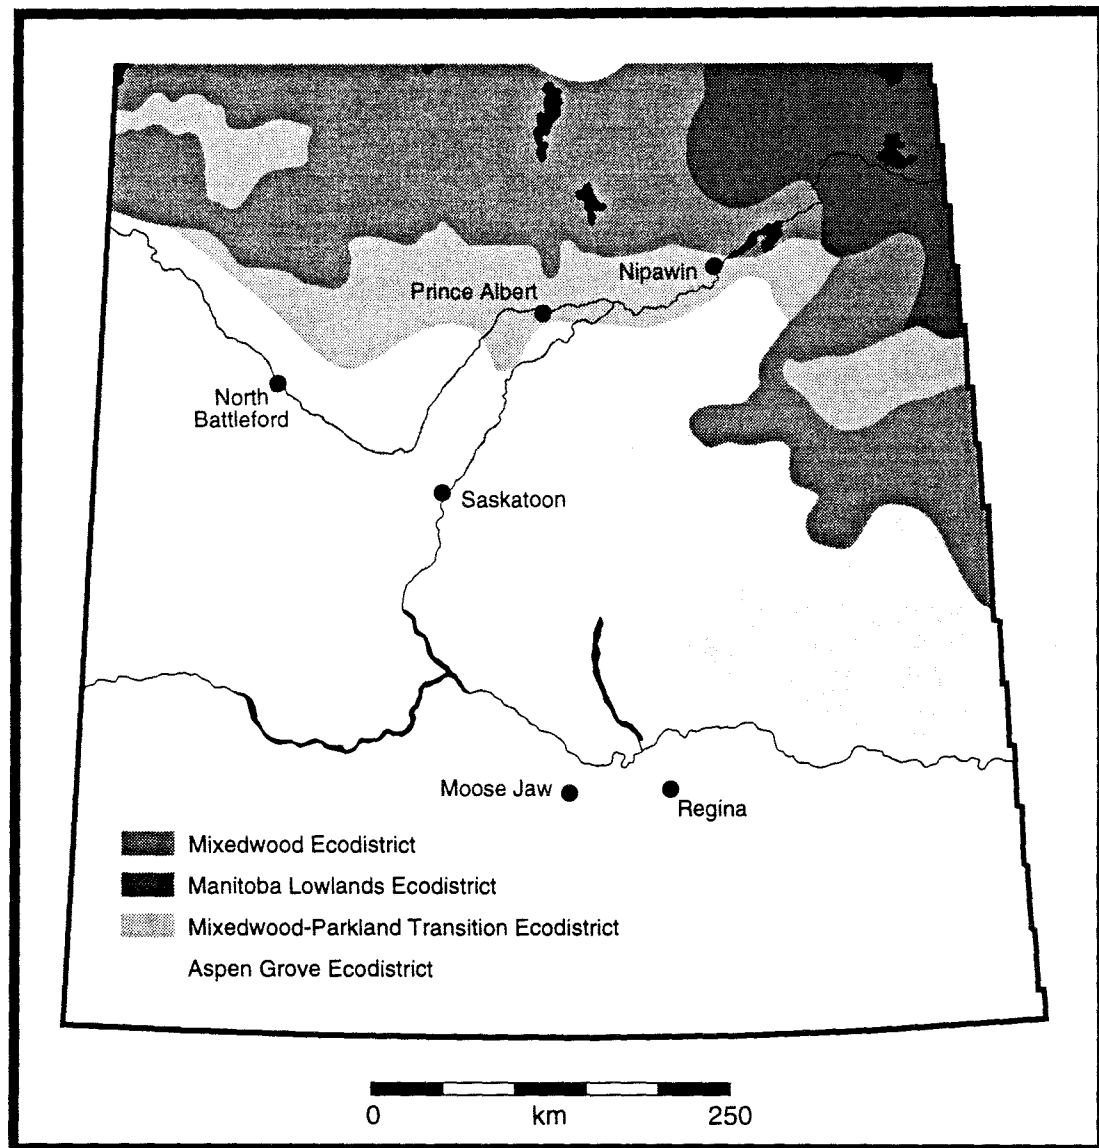 Nipawin
Prince Albert
North
Battleford
Saskatoon
Moose Jaw
Regina
Mixedwood Ecodistrict
Manitoba Lowlands Ecodistrict
Mixedwood-Parkland Transition Ecodistrict
Aspen Grove Ecodistrict
0 km 250